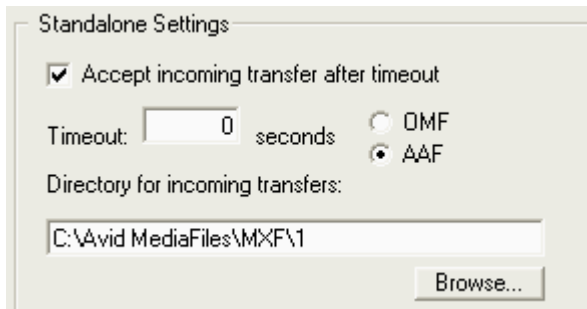 Standalone Settings
Accept incoming transfer after timeout
Timeout: 0 seconds OMF
AAF
Directory for incoming transfers:
C:\Avid MediaFiles\MXF\1
Browse...